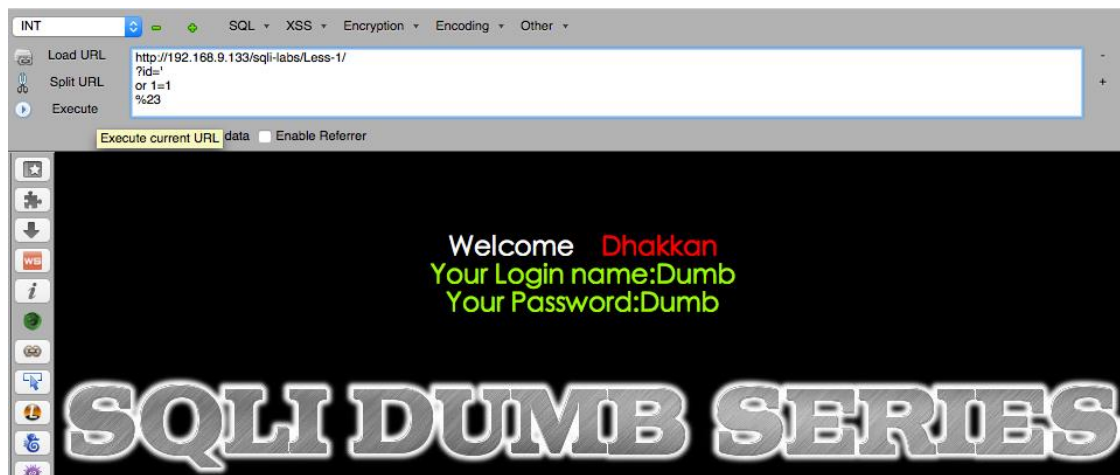 INT SQL XSS Encryption Encoding Other
Load URL
Split URL
Execute
http://192.168.9.133/sqli-labs/Less-1/
?id='
or 1=1
%23
-
+
Execute current URL data Enable Referrer
WS
i
Welcome Dhakkan
Your Login name:Dumb
Your Password:Dumb
SQLI DUMB SERIES